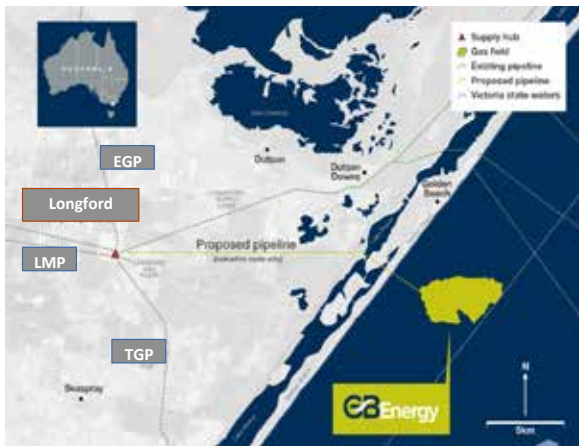 AUSTRALIA
Supply hub
Gas field
Existing pipeline
Proposed pipeline
Victoria state waters
EGP
Dutson
Dutson
Downs
Golden
Beach
Longford
LMP
Proposed pipeline
(indicative route only)
TGP
Seaspray
GB Energy
N
5km